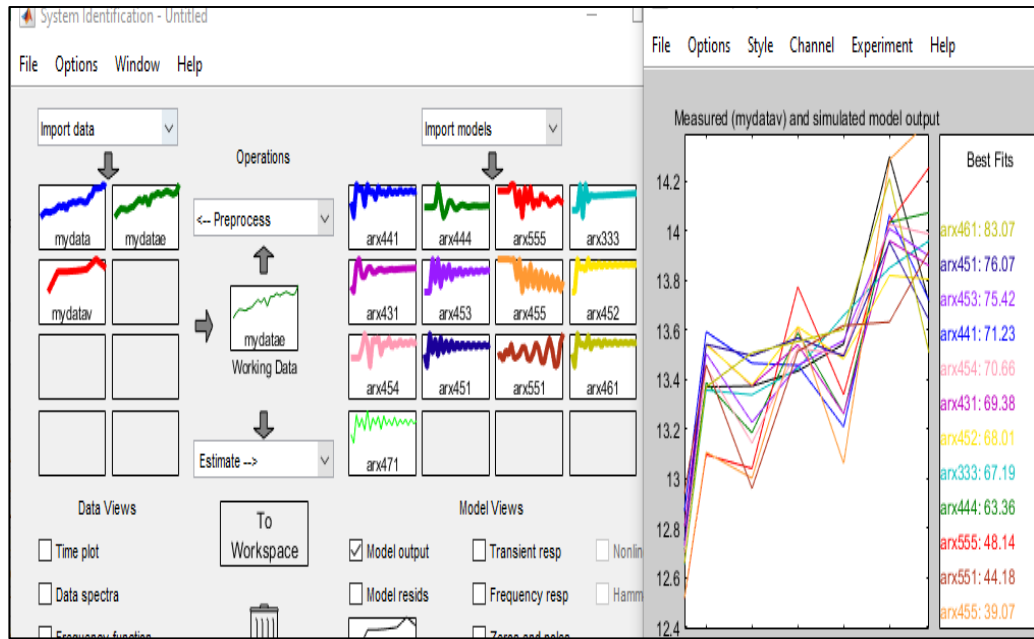 System Identification - Untitled
File Options Window Help
Import data
Operations
Import models
mydata mydatae
<-- Preprocess
arx441 arx444 arx555 arx333
mydatav
mydatae
Working Data
arx431 arx453 arx455 arx452
arx454 arx451 arx551 arx461
Estimate -->
arx471
Data Views
To
Workspace
Model Views
Time plot
Model output
Transient resp
Nonlin
Data spectra
Model resids
Frequency resp
Hamm
File Options Style Channel Experiment Help
Measured (mydatav) and simulated model output
14.2
14
13.8
13.6
13.4
13.2
13
12.8
12.6
12.4
Best Fits
arx461: 83.07
arx451: 76.07
arx453: 75.42
arx441: 71.23
arx454: 70.66
arx431: 69.38
arx452: 68.01
arx333: 67.19
arx444: 63.36
arx555: 48.14
arx551: 44.18
arx455: 39.07